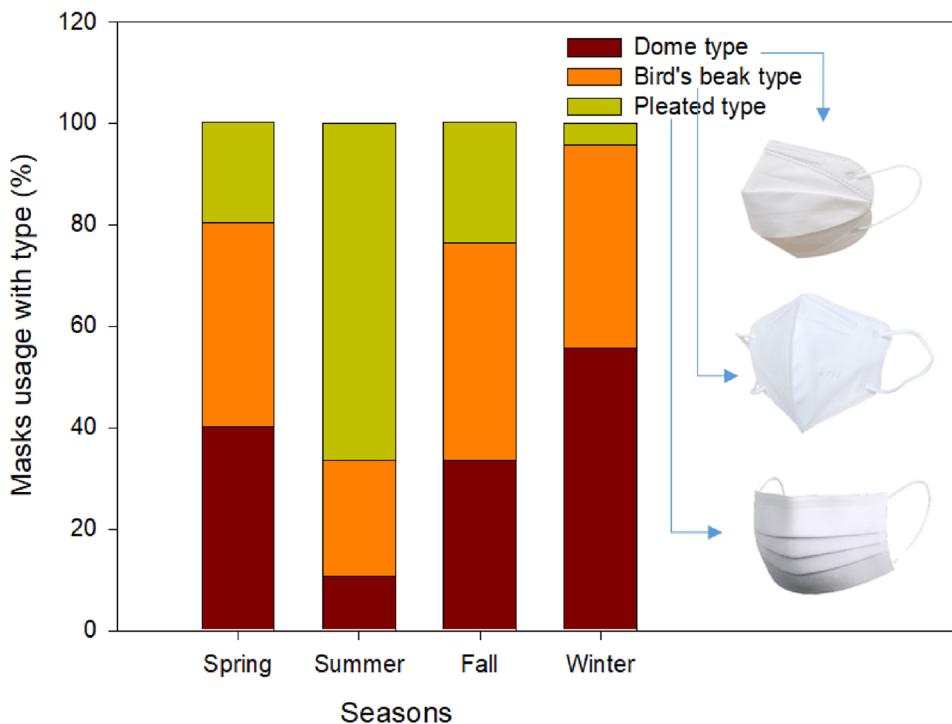 120
100
80
60
40
20
0
Masks usage with type (%)
Dome type
Bird's beak type
Pleated type
Spring
Summer
Fall
Winter
Seasons